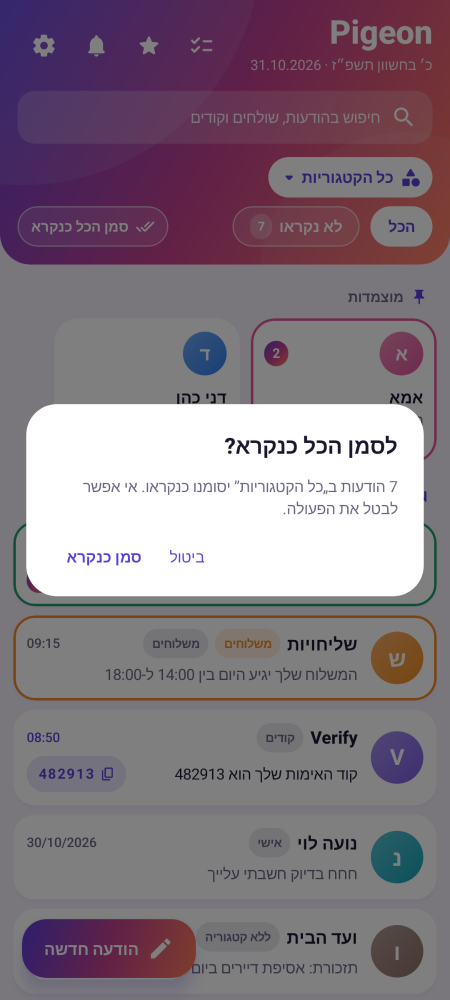 Pigeon
כ׳ בחשוון תשפ״ז · 31.10.2026
חיפוש בהודעות, שולחים וקודים
כל הקטגוריות
הכל
לא נקראו 7
סמן הכל כנקרא
מוצמדות
א
2
אמא
ד
דני כהן
לסמן הכל כנקרא?
7 הודעות ב„כל הקטגוריות” יסומנו כנקראו. אי אפשר
לבטל את הפעולה.
ביטול
סמן כנקרא
ש
שליחויות משלוחים משלוחים 09:15
המשלוח שלך יגיע היום בין 14:00 ל-18:00
V
Verify קודים 08:50
קוד האימות שלך הוא 482913
482913
נ
נועה לוי אישי 30/10/2026
חחח בדיוק חשבתי עלייך
ו
ועד הבית ללא קטגוריה
תזכורת: אסיפת דיירים ביום
הודעה חדשה